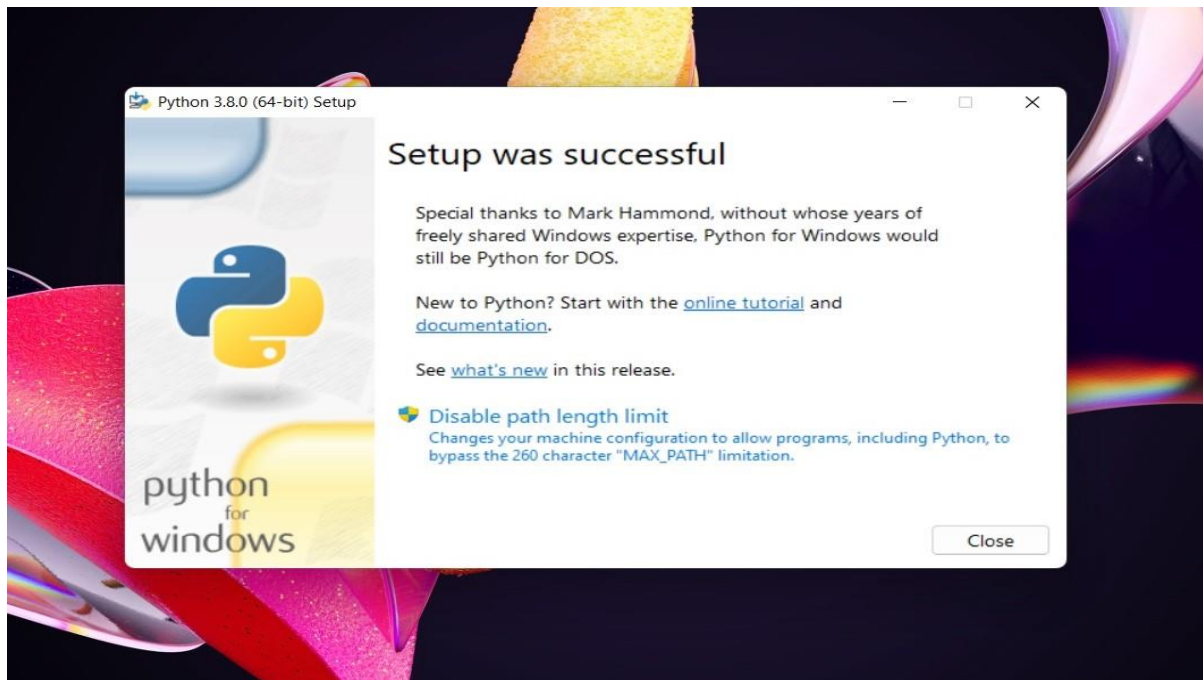 Python 3.8.0 (64-bit) Setup
Setup was successful
Special thanks to Mark Hammond, without whose years of
freely shared Windows expertise, Python for Windows would
still be Python for DOS.
New to Python? Start with the online tutorial and
documentation.
See what's new in this release.
Disable path length limit
Changes your machine configuration to allow programs, including Python, to
bypass the 260 character "MAX_PATH" limitation.
python
for
windows
Close